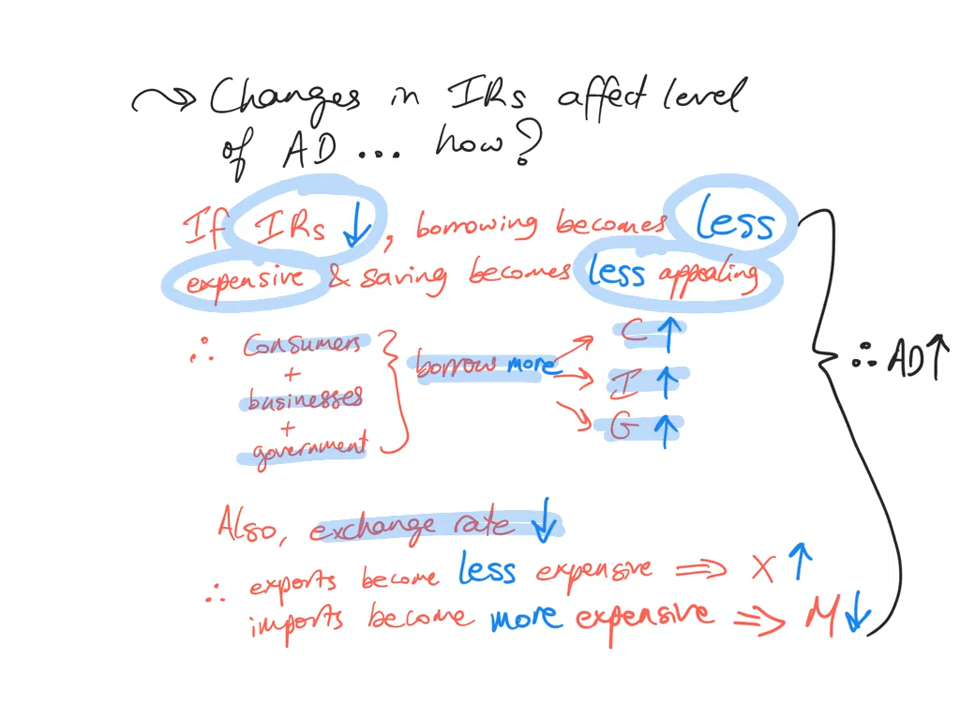 ~> Changes in IRs affect level
of AD... how?
If IRs ↓, borrowing becomes less
expensive & saving becomes less appealing
∴ consumers
+
businesses
+
government
borrow more
C ↑
I ↑
G ↑
∴ AD ↑
Also, exchange rate ↓
∴ exports become less expensive ⇒ X ↑
imports become more expensive ⇒ M ↓